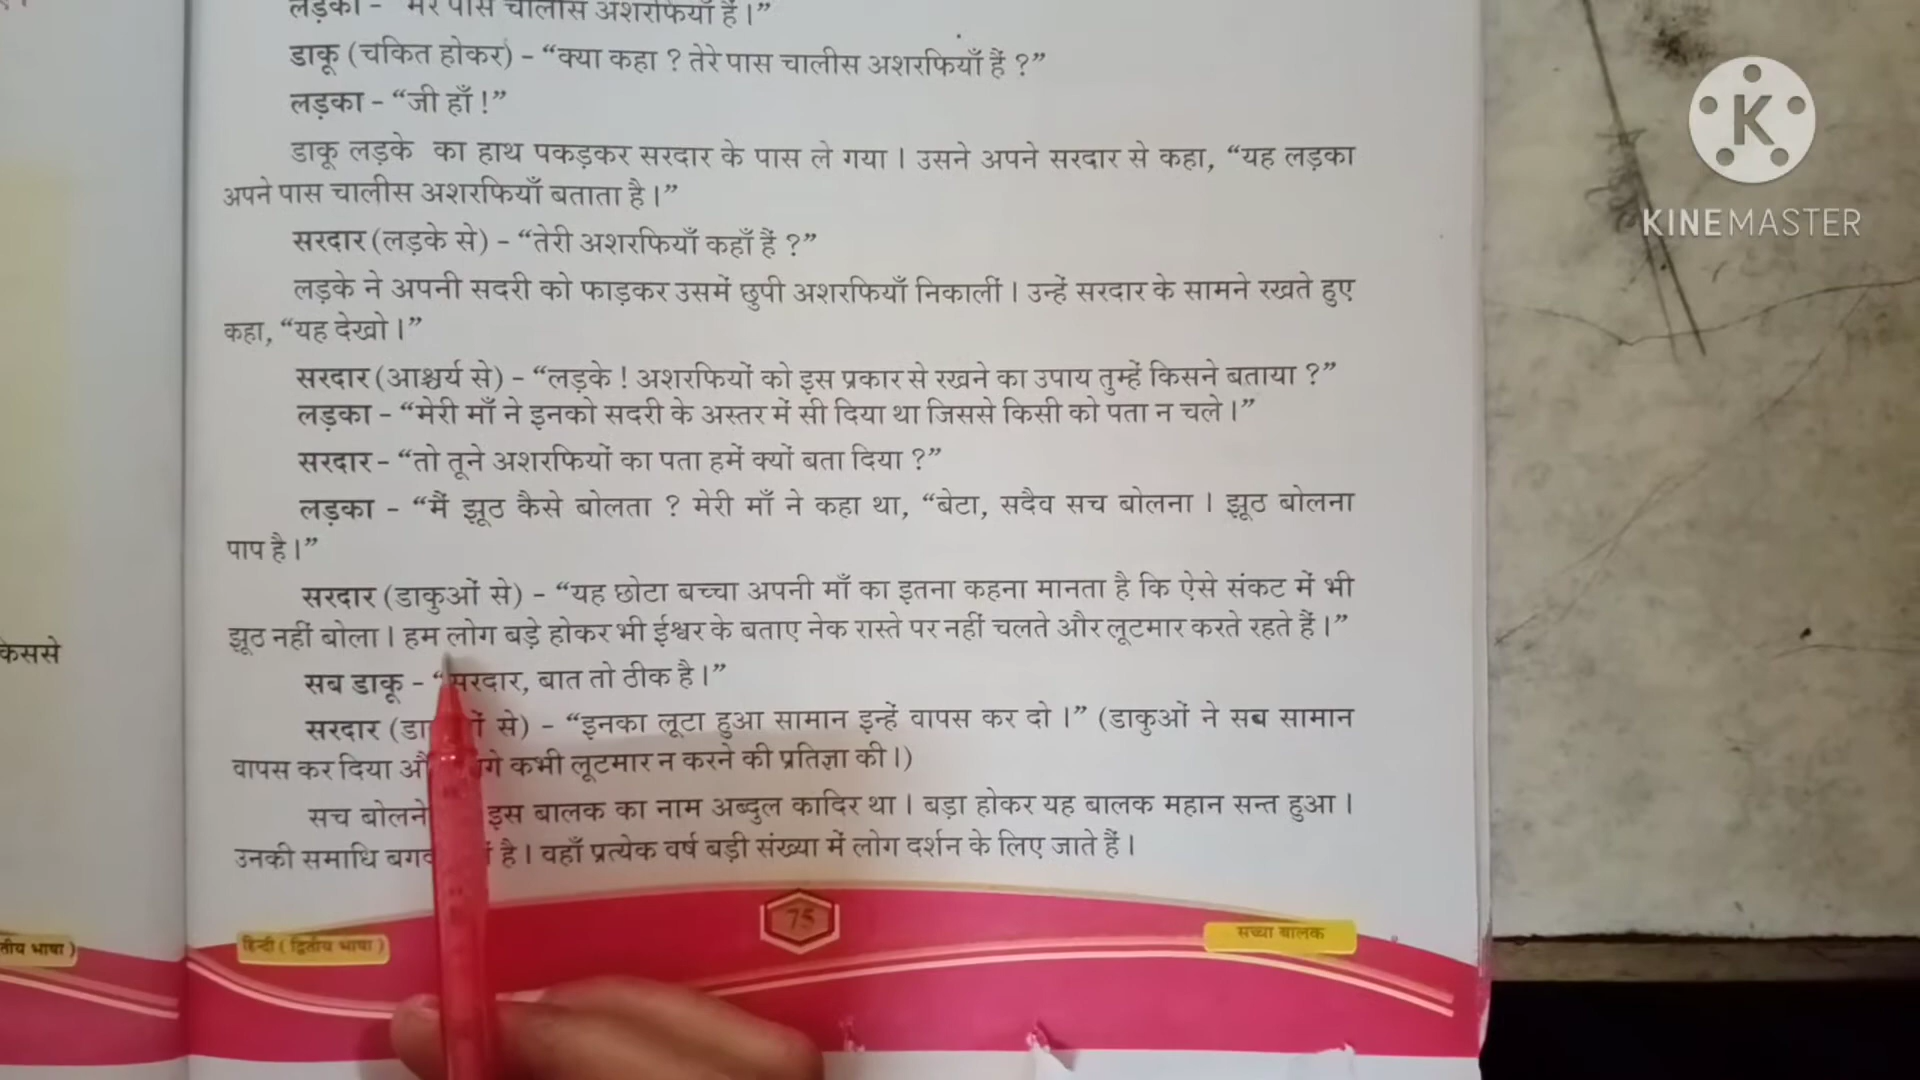 लड़का - "मेरे पास चालीस अशरफियाँ हैं।"
डाकू (चकित होकर) - "क्या कहा ? तेरे पास चालीस अशरफियाँ हैं ?"
लड़का - "जी हाँ !"
डाकू लड़के का हाथ पकड़कर सरदार के पास ले गया । उसने अपने सरदार से कहा, "यह लड़का
अपने पास चालीस अशरफियाँ बताता है।"
सरदार (लड़के से) - "तेरी अशरफियाँ कहाँ हैं ?"
लड़के ने अपनी सदरी को फाड़कर उसमें छुपी अशरफियाँ निकालीं । उन्हें सरदार के सामने रखते हुए
कहा, "यह देखो।"
सरदार (आश्चर्य से) - "लड़के ! अशरफियों को इस प्रकार से रखने का उपाय तुम्हें किसने बताया ?"
लड़का - "मेरी माँ ने इनको सदरी के अस्तर में सी दिया था जिससे किसी को पता न चले।"
सरदार - "तो तूने अशरफियों का पता हमें क्यों बता दिया ?"
लड़का - "मैं झूठ कैसे बोलता ? मेरी माँ ने कहा था, "बेटा, सदैव सच बोलना । झूठ बोलना
पाप है।"
सरदार (डाकुओं से) - "यह छोटा बच्चा अपनी माँ का इतना कहना मानता है कि ऐसे संकट में भी
झूठ नहीं बोला । हम लोग बड़े होकर भी ईश्वर के बताए नेक रास्ते पर नहीं चलते और लूटमार करते रहते हैं।"
सब डाकू - "सरदार, बात तो ठीक है।"
सरदार से) - "इनका लूटा हुआ सामान इन्हें वापस कर दो।" (डाकुओं ने सब सामान
वापस कर दिया कभी लूटमार न करने की प्रतिज्ञा की।)
सच बोलने इस बालक का नाम अब्दुल कादिर था । बड़ा होकर यह बालक महान सन्त हुआ ।
उनकी समाधि है । वहाँ प्रत्येक वर्ष बड़ी संख्या में लोग दर्शन के लिए जाते हैं।
75
हिन्दी ( द्वितीय भाषा )
सच्चा बालक
भाषा )
K
KINEMASTER